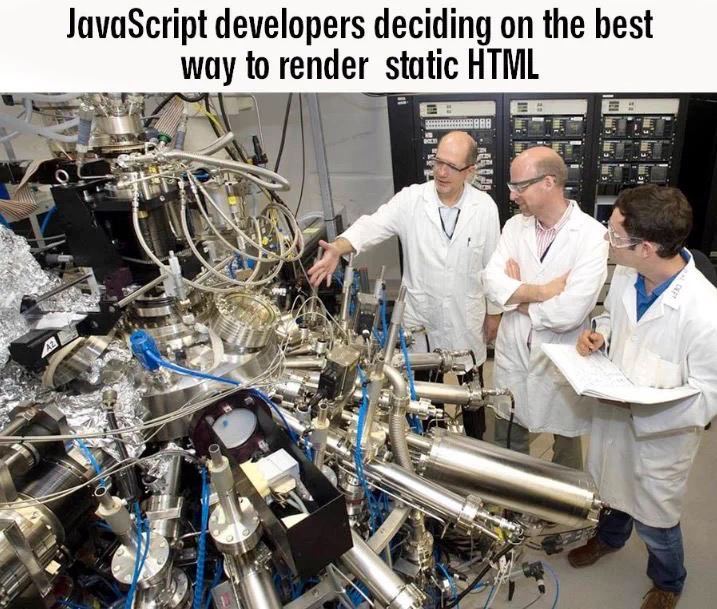 JavaScript developers deciding on the best
way to render static HTML